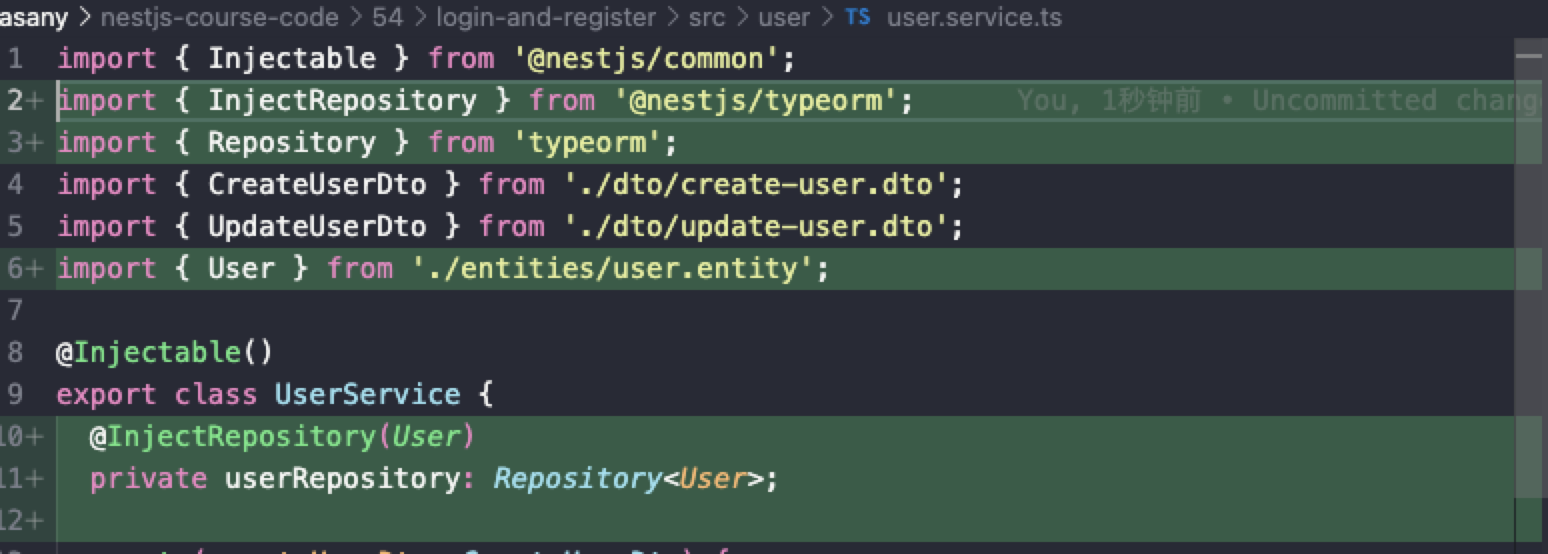 asany > nestjs-course-code > 54 > login-and-register > src > user > TS user.service.ts
1 import { Injectable } from '@nestjs/common';
2+ import { InjectRepository } from '@nestjs/typeorm'; You, 1秒钟前 • Uncommitted chang
3+ import { Repository } from 'typeorm';
4 import { CreateUserDto } from './dto/create-user.dto';
5 import { UpdateUserDto } from './dto/update-user.dto';
6+ import { User } from './entities/user.entity';
7
8 @Injectable()
9 export class UserService {
10+ @InjectRepository(User)
11+ private userRepository: Repository<User>;
12+